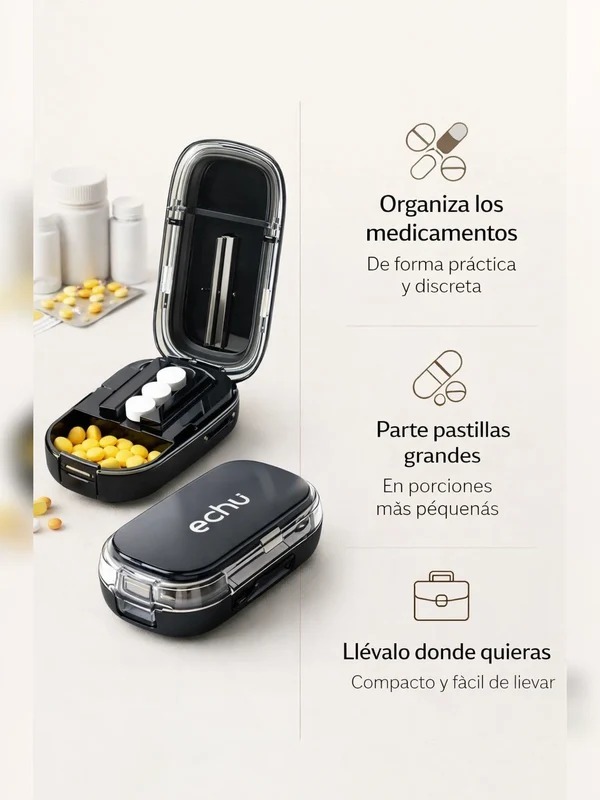 Organiza los
medicamentos
De forma práctica
y discreta
Parte pastillas
grandes
En porciones
màs péquenás
echu
Llévalo donde quieras
Compacto y fàcil de lievar